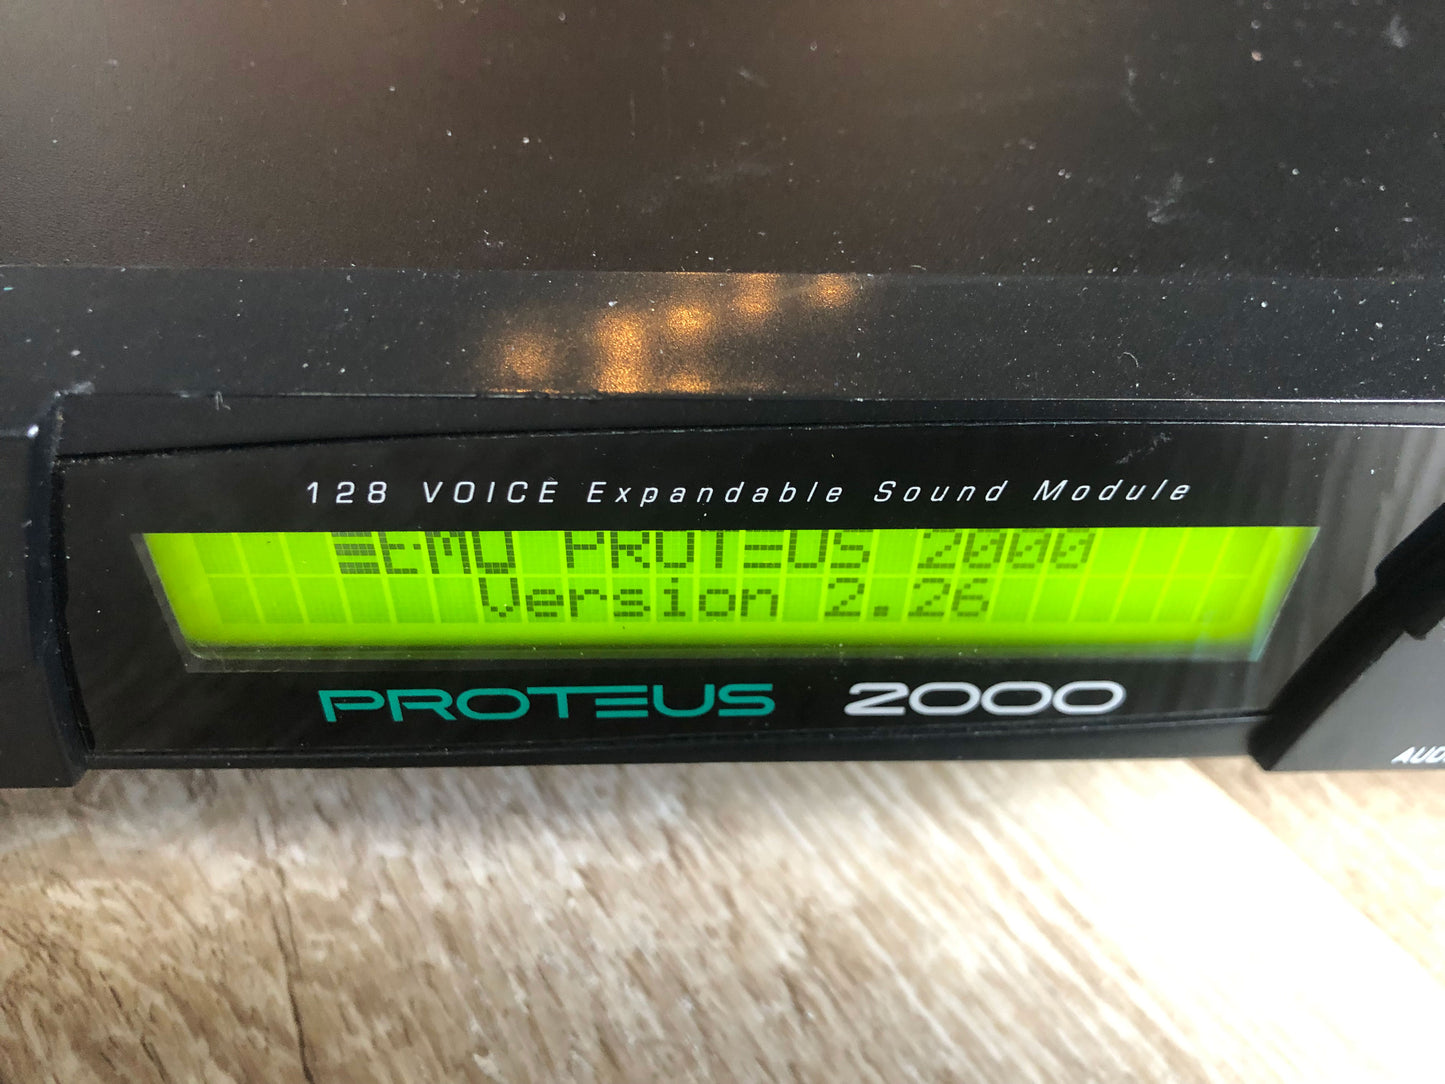 128 VOICE Expandable Sound Module
EMU PROTEUS 2000
Version 2.26
PROTEUS 2000